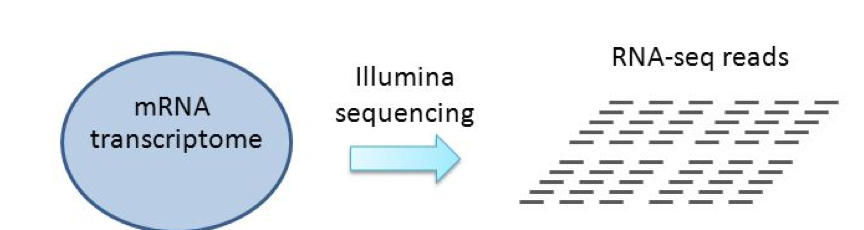 mRNA
transcriptome
Illumina
sequencing
RNA-seq reads